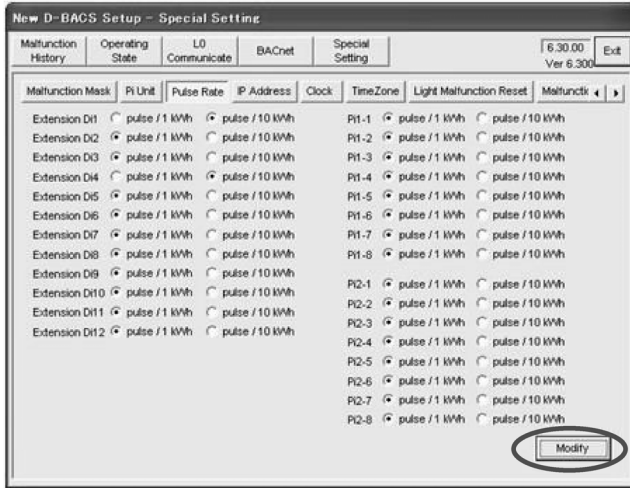 New D-BACS Setup - Special Setting
Malfunction History
Operating State
L0 Communicate
BACnet
Special Setting
6.30.00
Ver 6.300
Exit
Malfunction Mask
Pi Unit
Pulse Rate
IP Address
Clock
TimeZone
Light Malfunction Reset
Malfunctic
Extension Di1 pulse / 1 kWh pulse / 10 kWh
Extension Di2 pulse / 1 kWh pulse / 10 kWh
Extension Di3 pulse / 1 kWh pulse / 10 kWh
Extension Di4 pulse / 1 kWh pulse / 10 kWh
Extension Di5 pulse / 1 kWh pulse / 10 kWh
Extension Di6 pulse / 1 kWh pulse / 10 kWh
Extension Di7 pulse / 1 kWh pulse / 10 kWh
Extension Di8 pulse / 1 kWh pulse / 10 kWh
Extension Di9 pulse / 1 kWh pulse / 10 kWh
Extension Di10 pulse / 1 kWh pulse / 10 kWh
Extension Di11 pulse / 1 kWh pulse / 10 kWh
Extension Di12 pulse / 1 kWh pulse / 10 kWh
Pi1-1 pulse / 1 kWh pulse / 10 kWh
Pi1-2 pulse / 1 kWh pulse / 10 kWh
Pi1-3 pulse / 1 kWh pulse / 10 kWh
Pi1-4 pulse / 1 kWh pulse / 10 kWh
Pi1-5 pulse / 1 kWh pulse / 10 kWh
Pi1-6 pulse / 1 kWh pulse / 10 kWh
Pi1-7 pulse / 1 kWh pulse / 10 kWh
Pi1-8 pulse / 1 kWh pulse / 10 kWh
Pi2-1 pulse / 1 kWh pulse / 10 kWh
Pi2-2 pulse / 1 kWh pulse / 10 kWh
Pi2-3 pulse / 1 kWh pulse / 10 kWh
Pi2-4 pulse / 1 kWh pulse / 10 kWh
Pi2-5 pulse / 1 kWh pulse / 10 kWh
Pi2-6 pulse / 1 kWh pulse / 10 kWh
Pi2-7 pulse / 1 kWh pulse / 10 kWh
Pi2-8 pulse / 1 kWh pulse / 10 kWh
Modify